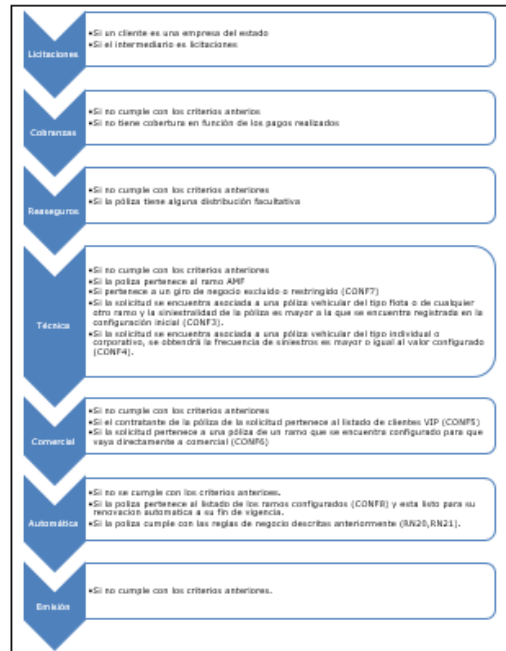 Licitaciones
•Si un cliente es una empresa del estado
•Si el intermediario es licitaciones
Cobranzas
•Si no cumple con los criterios anterios
•Si no tiene cobertura en función de los pagos realizados
Reaseguros
•Si no cumple con los criterios anteriores
•Si la póliza tiene alguna distribución facultativa
Técnica
•Si no cumple con los criterios anteriores
•Si la poliza pertenece al ramo AMF
•Si pertenece a un giro de negocio excluido o restringido (CONF7)
•Si la solicitud se encuentra asociada a una póliza vehicular del tipo flota o de cualquier
otro ramo y la siniestralidad de la póliza es mayor a la que se encuentra registrada en la
configuración inicial (CONF3).
•Si la solicitud se encuentra asociada a una póliza vehicular del tipo individual o
corporativo, se obtendrá la frecuencia de siniestros es mayor o igual al valor configurado
(CONF4).
Comercial
•Si no cumple con los criterios anteriores
•Si el contratante de la póliza de la solicitud pertenece al listado de clientes VIP (CONF5)
•Si la solicitud pertenece a una póliza de un ramo que se encuentra configurado para que
vaya directamente a comercial (CONF6)
Automática
•Si no se cumple con los criterios anteriores.
•Si la poliza pertenece al listado de los ramos configurados (CONF8) y esta listo para su
renovacion automatica a su fin de vigencia.
•Si la poliza cumple con las reglas de negocio descritas anteriormente (RN20,RN21).
Emisión
•Si no cumple con los criterios anteriores.